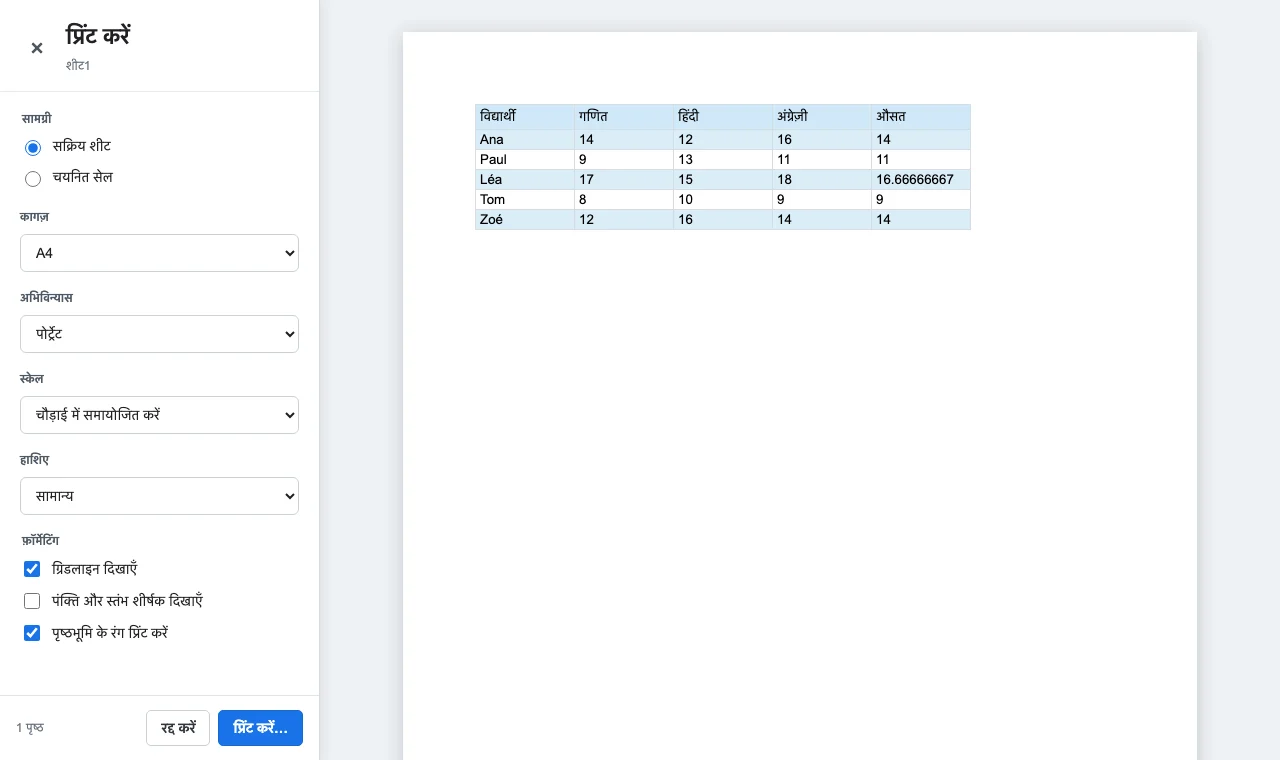 प्रिंट करें
शीट1
सामग्री
सक्रिय शीट
चयनित सेल
कागज़
A4
अभिविन्यास
पोर्ट्रेट
स्केल
चौड़ाई में समायोजित करें
हाशिए
सामान्य
फ़ॉर्मेटिंग
ग्रिडलाइन दिखाएँ
पंक्ति और स्तंभ शीर्षक दिखाएँ
पृष्ठभूमि के रंग प्रिंट करें
1 पृष्ठ रद्द करें प्रिंट करें…
विद्यार्थी गणित हिंदी अंग्रेज़ी औसत
Ana 14 12 16 14
Paul 9 13 11 11
Léa 17 15 18 16.66666667
Tom 8 10 9 9
Zoé 12 16 14 14